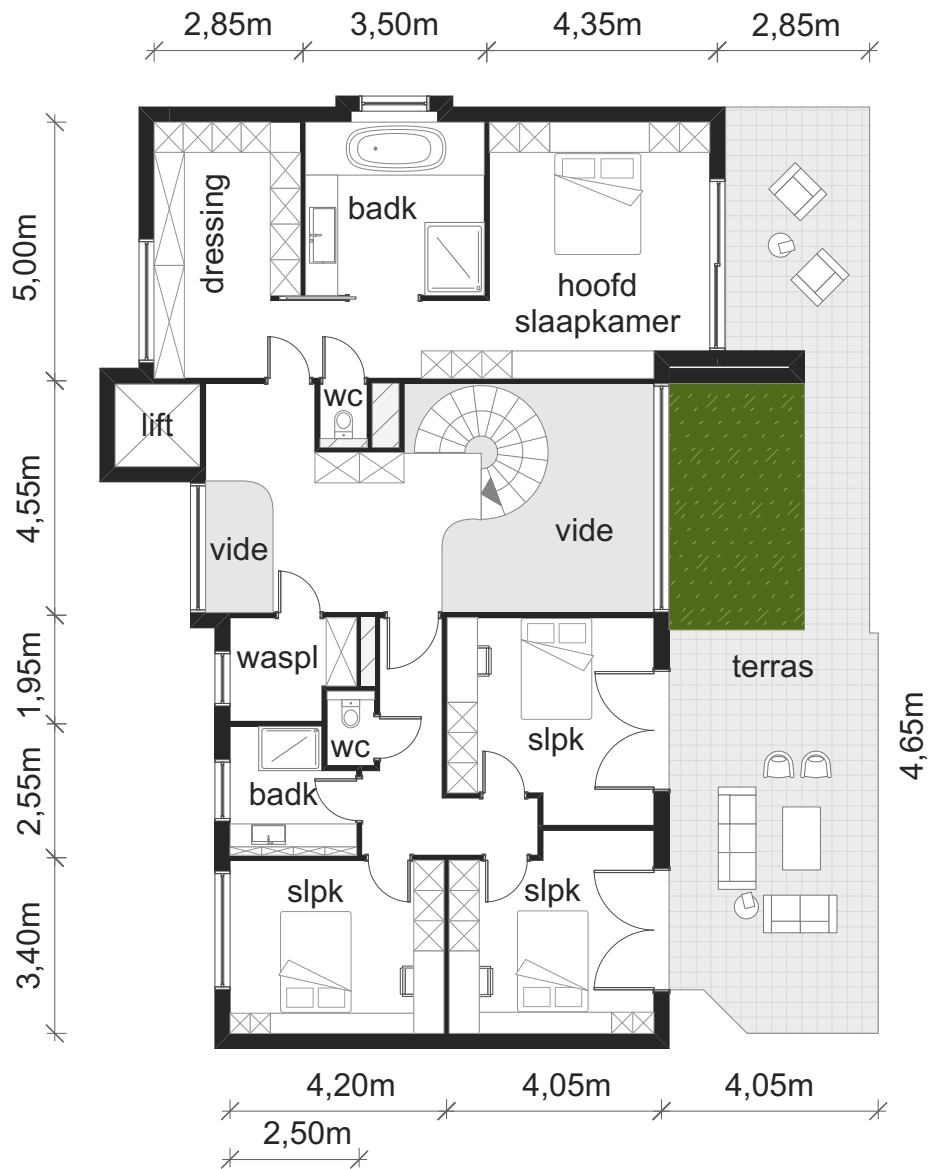 2,85m 3,50m 4,35m 2,85m
5,00m
dressing
badk
hoofd
slaapkamer
wc
lift
4,55m
vide
vide
waspl
1,95m
terras
slpk
wc
4,65m
2,55m
badk
slpk
slpk
3,40m
4,20m 4,05m 4,05m
2,50m